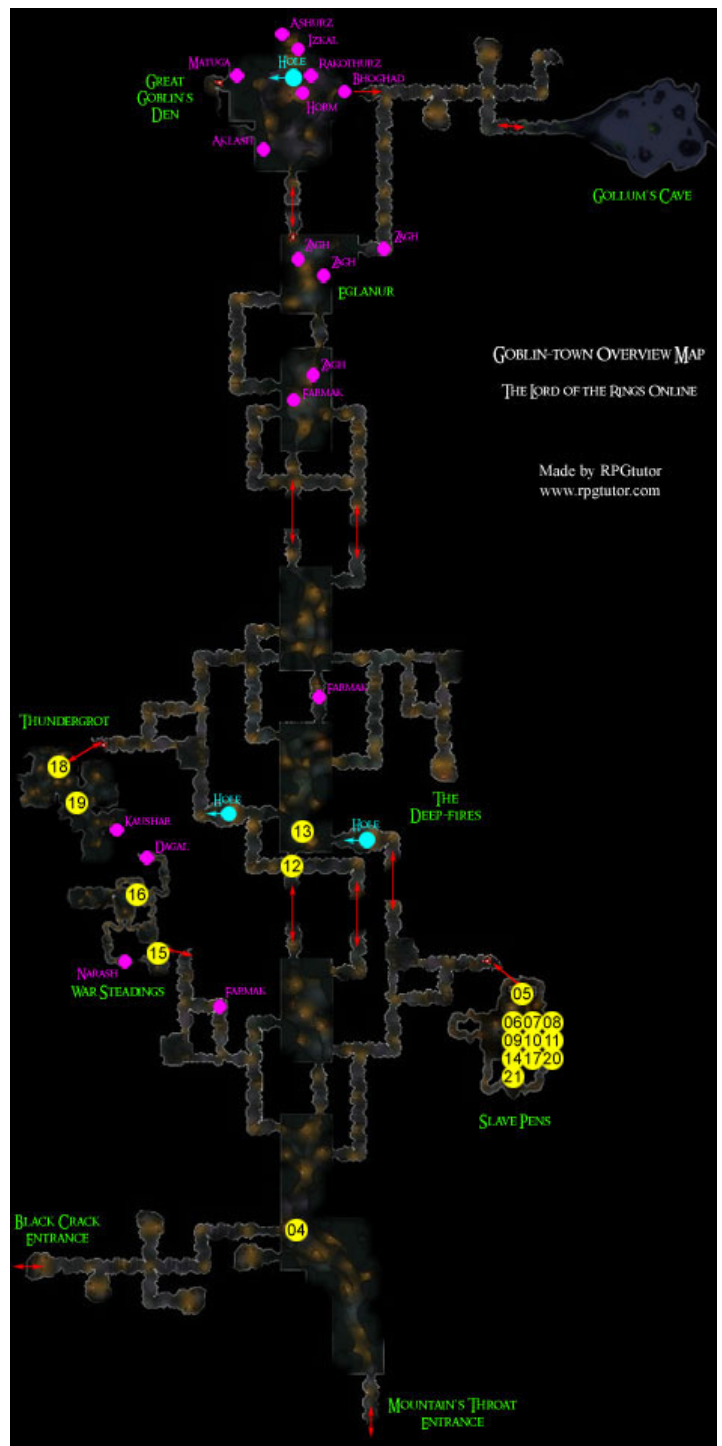 Ashurz
Izkal
Hole
Matuga
Rakothurz
Great
Goblin's
Den
Bhoghad
Horm
Aklash
Gollum's Cave
Zagh
Zagh
Zagh
Eglanur
Goblin-town Overview Map
Zagh
The Lord of the Rings Online
Farmak
Made by RPGtutor
www.rpgtutor.com
Farmak
Thundergrot
18
19
Hole
The
Deep-fires
Kaushar
13
Hole
Dagal
12
16
15
Narash
War Steadings
Farmak
05
06 07 08
09 10 11
14 17 20
21
Slave Pens
Black Crack
Entrance
04
Mountain's Throat
Entrance